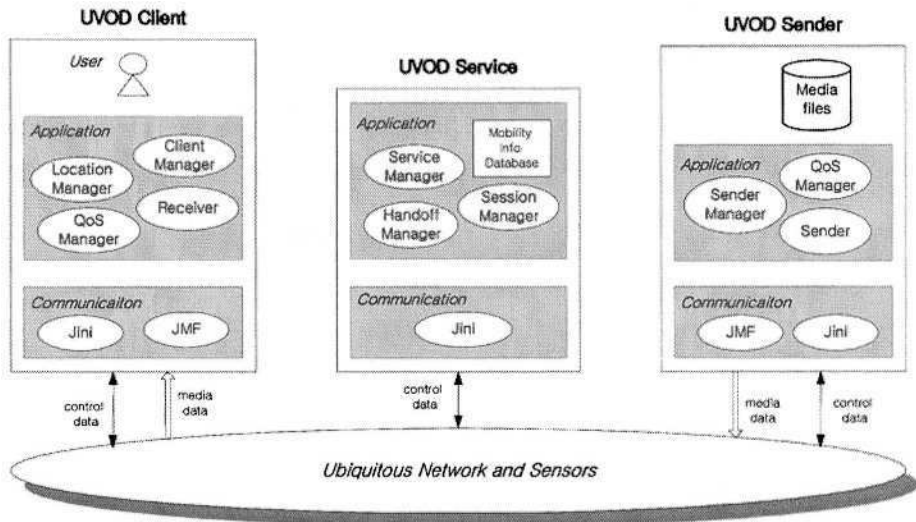 UVOD Client
User
Application
Client
Manager
Location
Manager
Receiver
QoS
Manager
Communicaiton
Jini
JMF
control
data
media
data
UVOD Service
Application
Mobility
Info
Database
Service
Manager
Session
Manager
Handoff
Manager
Communication
Jini
control
data
UVOD Sender
Media
files
Application
QoS
Manager
Sender
Manager
Sender
Communicaiton
JMF
Jini
media
data
control
data
Ubiquitous Network and Sensors